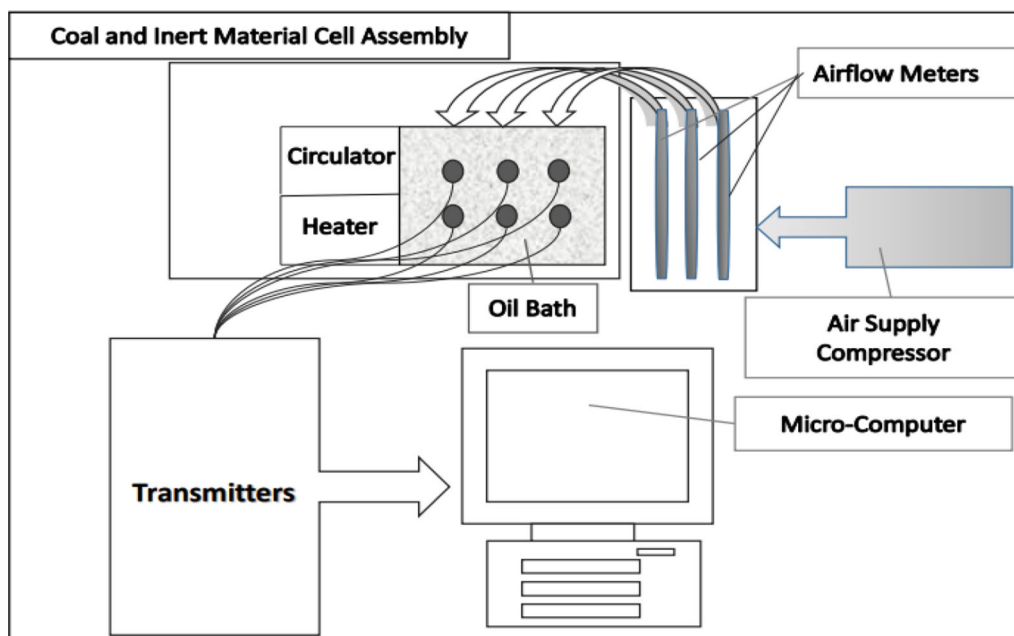 Coal and Inert Material Cell Assembly
Airflow Meters
Circulator
Heater
Oil Bath
Air Supply
Compressor
Micro-Computer
Transmitters